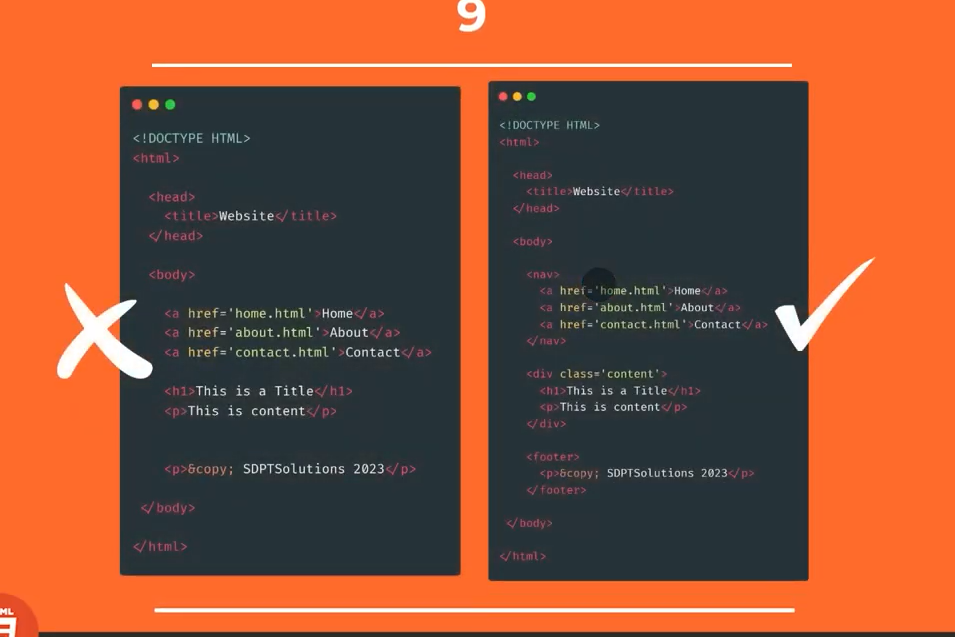 9
<!DOCTYPE HTML>
<html>
<head>
<title>Website</title>
</head>
<body>
<a href='home.html'>Home</a>
<a href='about.html'>About</a>
<a href='contact.html'>Contact</a>
<h1>This is a Title</h1>
<p>This is content</p>
<p>&copy; SDPTSolutions 2023</p>
</body>
</html>
<!DOCTYPE HTML>
<html>
<head>
<title>Website</title>
</head>
<body>
<nav>
<a href='home.html'>Home</a>
<a href='about.html'>About</a>
<a href='contact.html'>Contact</a>
</nav>
<div class='content'>
<h1>This is a Title</h1>
<p>This is content</p>
</div>
<footer>
<p>&copy; SDPTSolutions 2023</p>
</footer>
</body>
</html>
ML